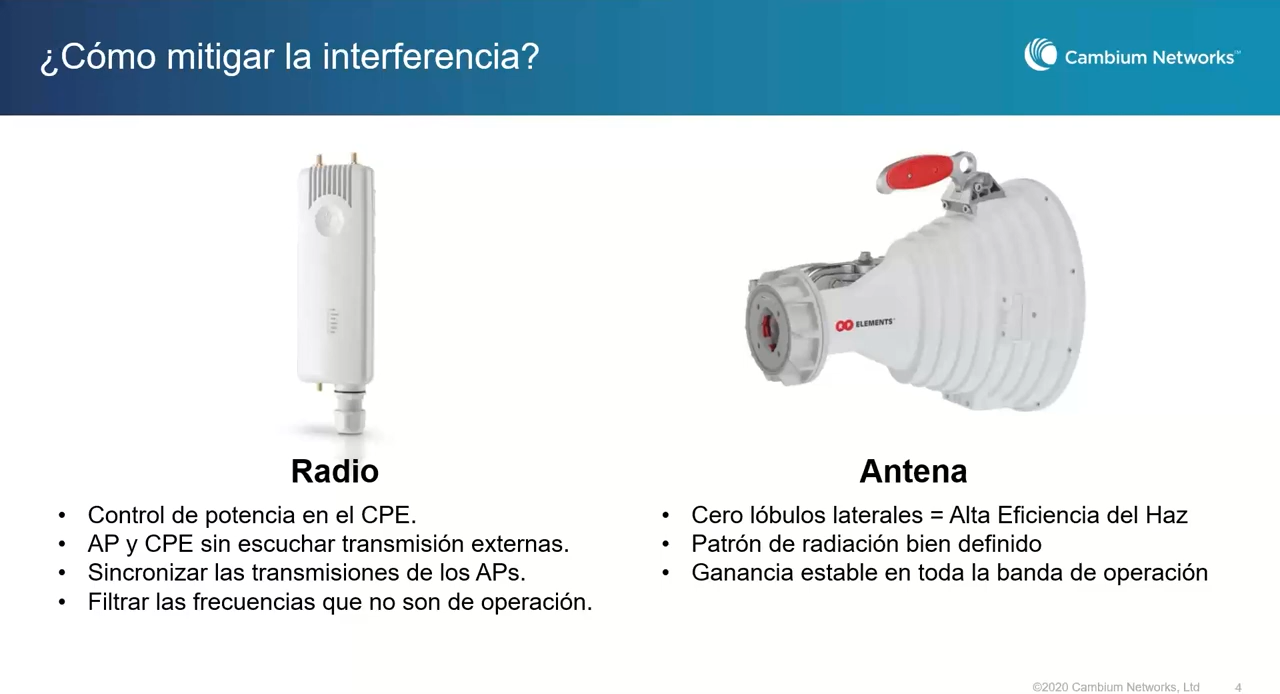 ¿Cómo mitigar la interferencia?
Cambium Networks™
ELEMENTS™
Radio
• Control de potencia en el CPE.
• AP y CPE sin escuchar transmisión externas.
• Sincronizar las transmisiones de los APs.
• Filtrar las frecuencias que no son de operación.
Antena
• Cero lóbulos laterales = Alta Eficiencia del Haz
• Patrón de radiación bien definido
• Ganancia estable en toda la banda de operación
©2020 Cambium Networks, Ltd
4